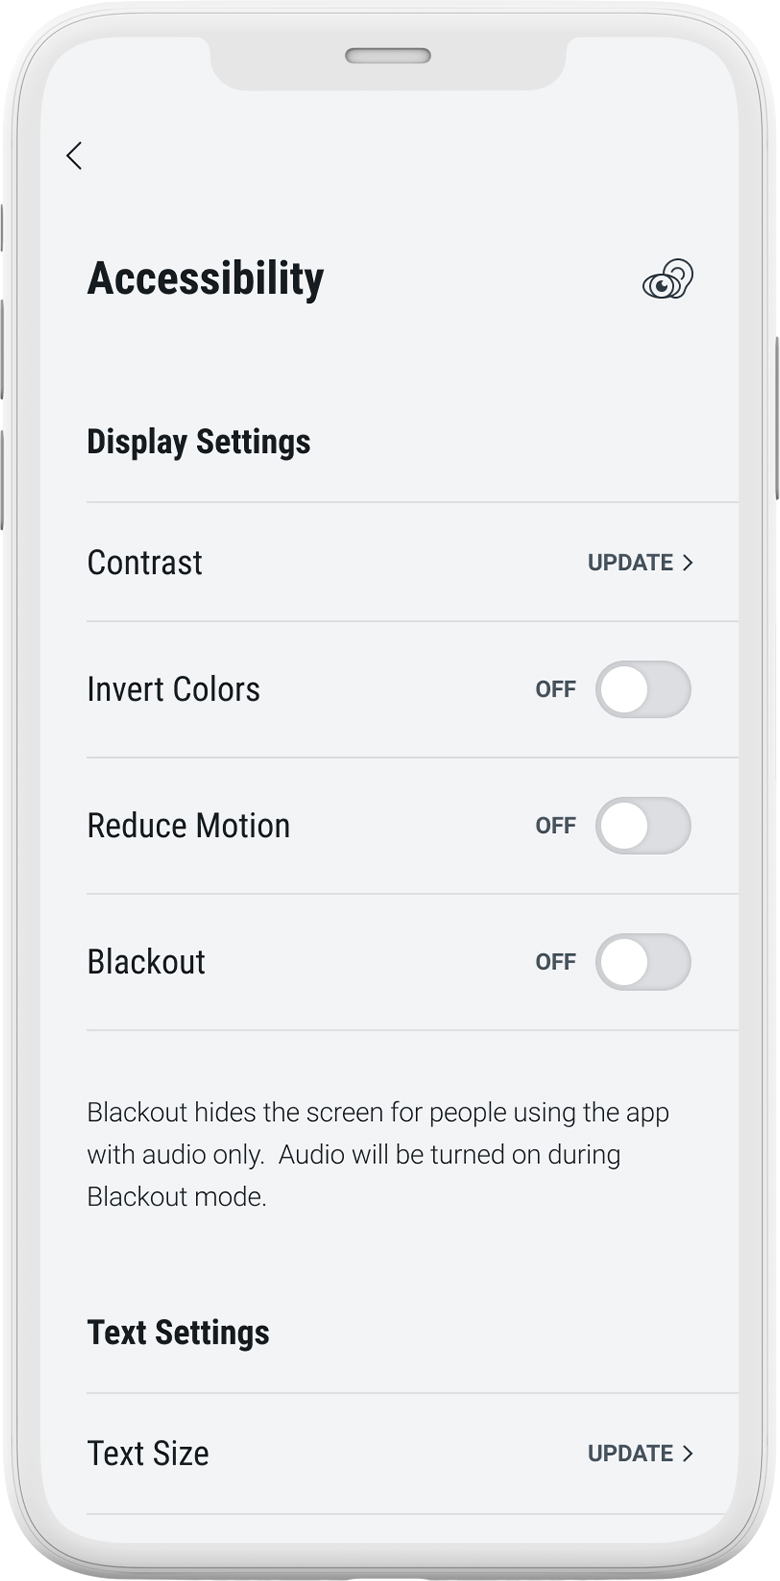 Accessibility
Display Settings
Contrast UPDATE
Invert Colors OFF
Reduce Motion OFF
Blackout OFF
Blackout hides the screen for people using the app
with audio only.  Audio will be turned on during
Blackout mode.
Text Settings
Text Size UPDATE